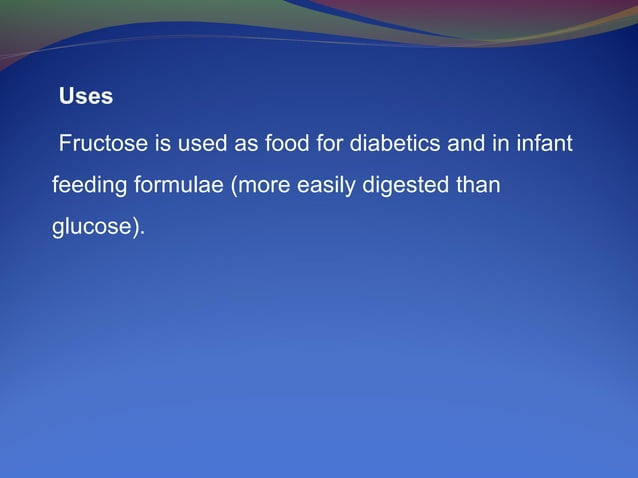 Uses
Fructose is used as food for diabetics and in infant
feeding formulae (more easily digested than
glucose).